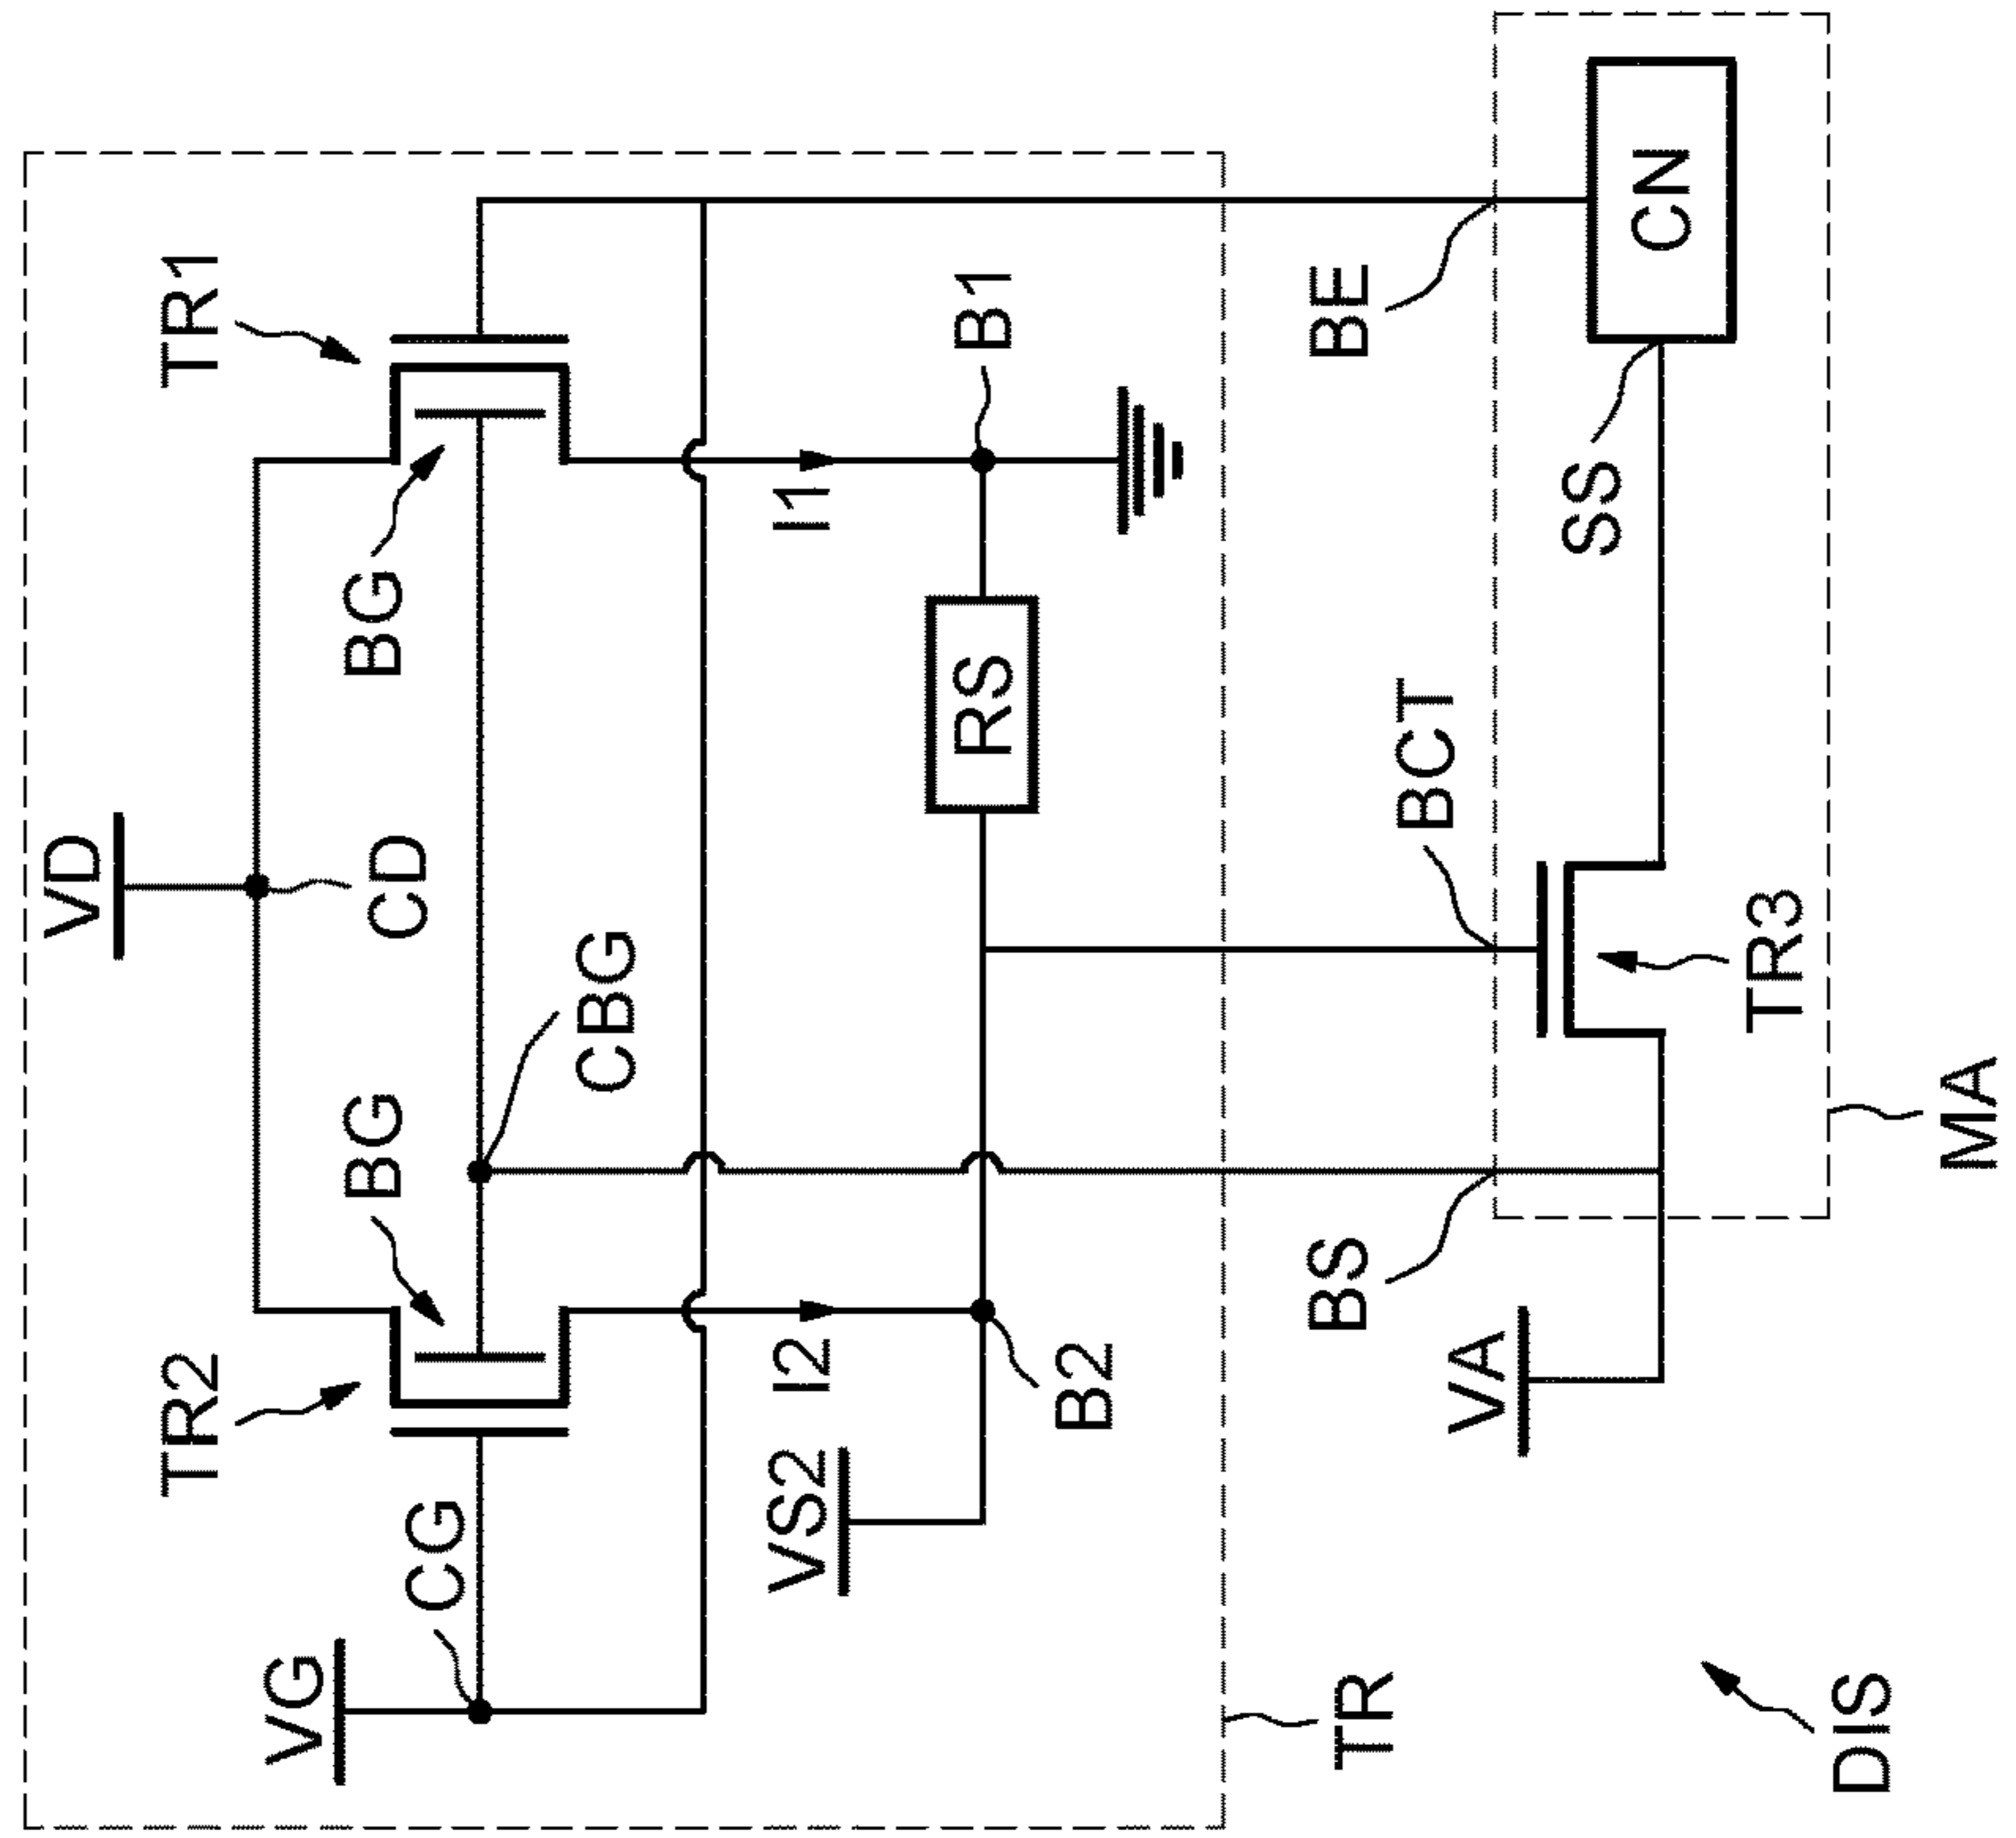 VD
TR2
TR1
VG
CG
BG
CD
BG
CBG
VS2
I2
I1
B2
RS
B1
TR
BS
BE
VA
BCT
SS
CN
TR3
DIS
MA